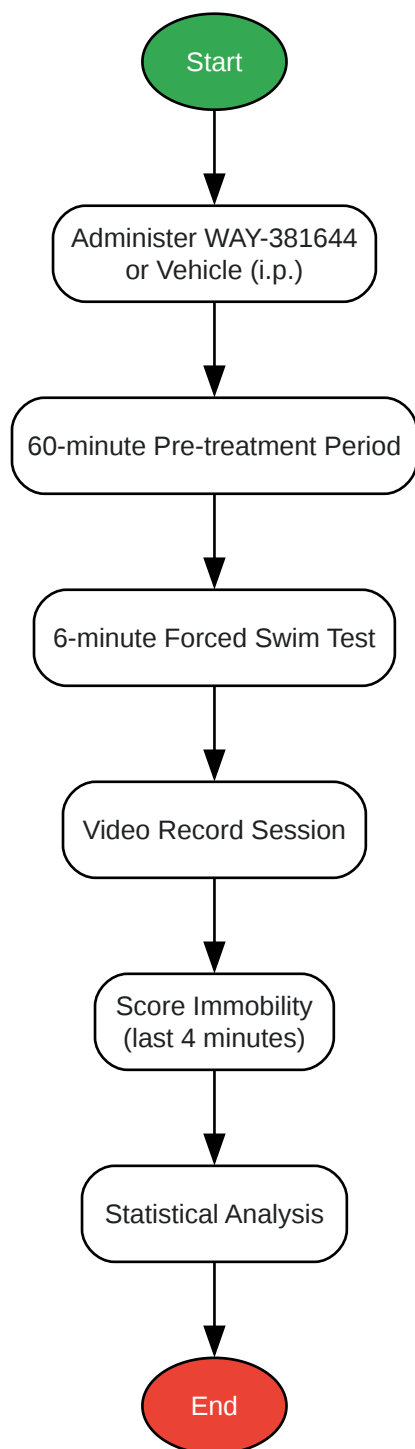 Start
Administer WAY-381644
or Vehicle (i.p.)
60-minute Pre-treatment Period
6-minute Forced Swim Test
Video Record Session
Score Immobility
(last 4 minutes)
Statistical Analysis
End